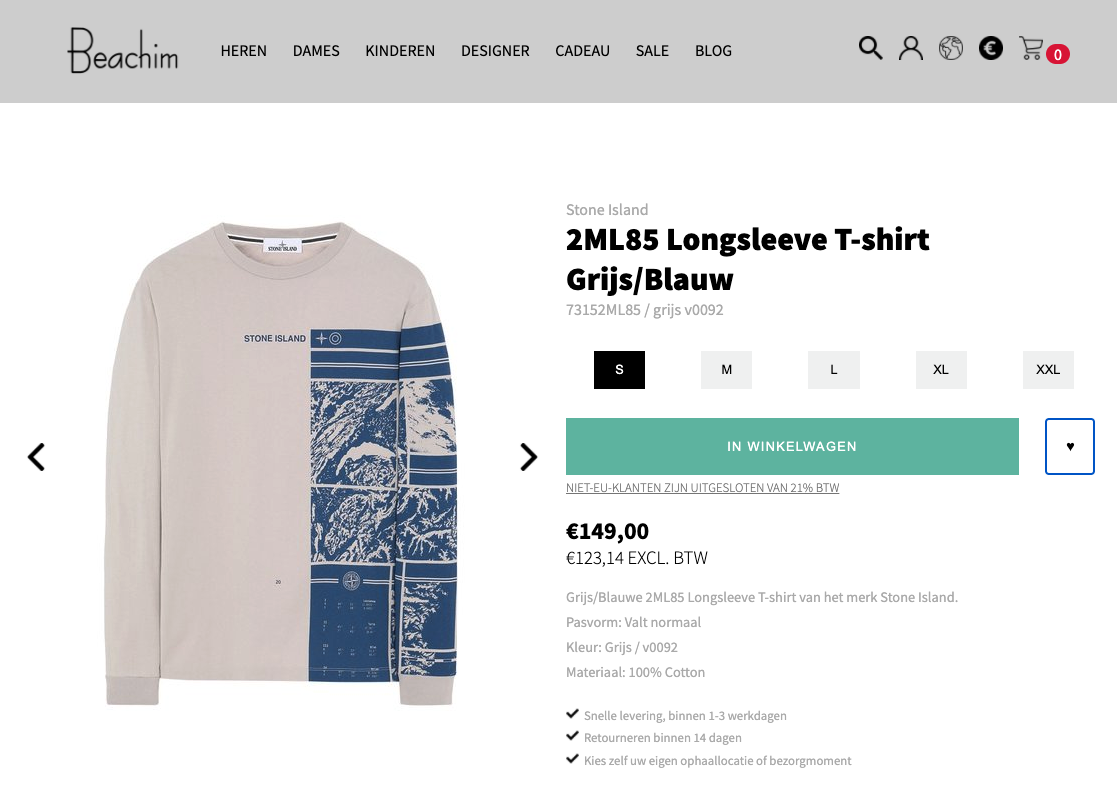 Beachim
HEREN DAMES KINDEREN DESIGNER CADEAU SALE BLOG
€ 0
Stone Island
2ML85 Longsleeve T-shirt
Grijs/Blauw
73152ML85 / grijs v0092
STONE ISLAND
STONE ISLAND
S M L XL XXL
IN WINKELWAGEN ♥
NIET-EU-KLANTEN ZIJN UITGESLOTEN VAN 21% BTW
€149,00
€123,14 EXCL. BTW
Grijs/Blauwe 2ML85 Longsleeve T-shirt van het merk Stone Island.
Pasvorm: Valt normaal
Kleur: Grijs / v0092
Materiaal: 100% Cotton
Snelle levering, binnen 1-3 werkdagen
Retourneren binnen 14 dagen
Kies zelf uw eigen ophaallocatie of bezorgmoment